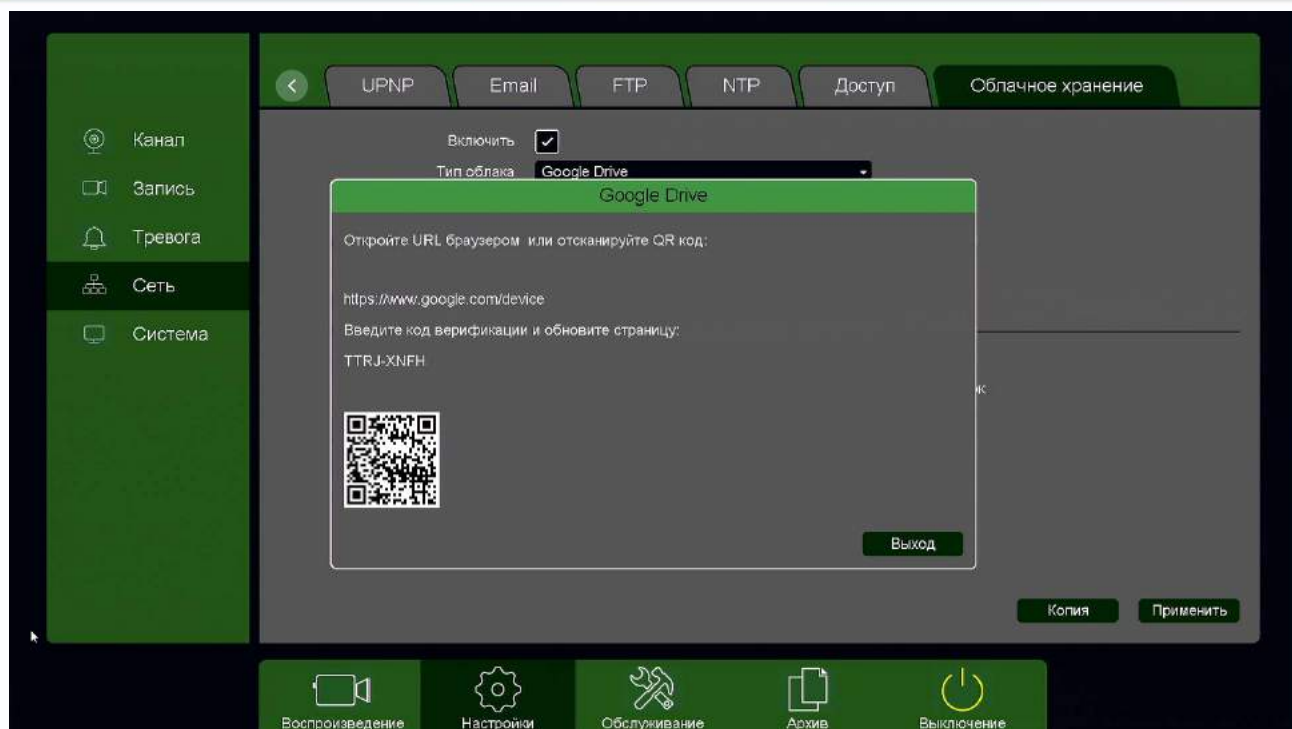 UPNP Email FTP NTP Доступ Облачное хранение
Канал
Запись
Тревога
Сеть
Система
Включить
Тип облака Google Drive
Google Drive
Откройте URL браузером или отсканируйте QR код:
https://www.google.com/device
Введите код верификации и обновите страницу:
TTRJ-XNFH
Выход
Копия Применить
Воспроизведение Настройки Обслуживание Архив Выключение